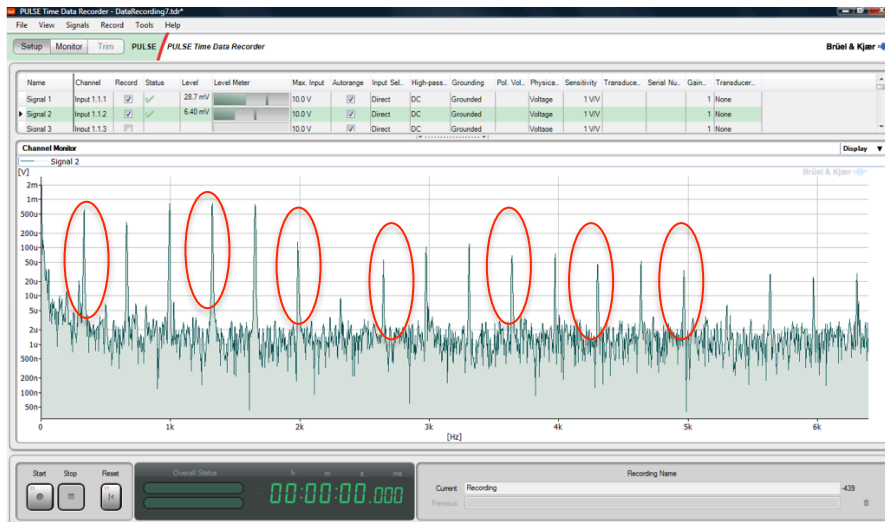 PULSE Time Data Recorder - DataRecording7.tdr*
File View Signals Record Tools Help
Setup Monitor Trim PULSE PULSE Time Data Recorder Brüel & Kjær
Name Channel Record Status Level Level Meter Max. Input Autorange Input Sel.. High-pass.. Grounding Pol. Vol.. Physica.. Sensitivity Transduce.. Serial Nu.. Gain.. Transducer..
Signal 1 Input 1.1.1 28.7 mV 10.0 V Direct DC Grounded Voltage 1 V/V 1 None
Signal 2 Input 1.1.2 6.40 mV 10.0 V Direct DC Grounded Voltage 1 V/V 1 None
Signal 3 Input 1.1.3 10.0 V Direct DC Grounded Voltage 1 V/V 1 None
Channel Monitor Display
Signal 2
[V] Brüel & Kjær
2m
1m
500u
200u
100u
50u
20u
10u
5u
2u
1u
500n
200n
100n
50n
0 1k 2k 3k 4k 5k 6k
[Hz]
Start Stop Reset Overall Status h m s ms Recording Name
00:00:00.000
Current Recording -439
Previous